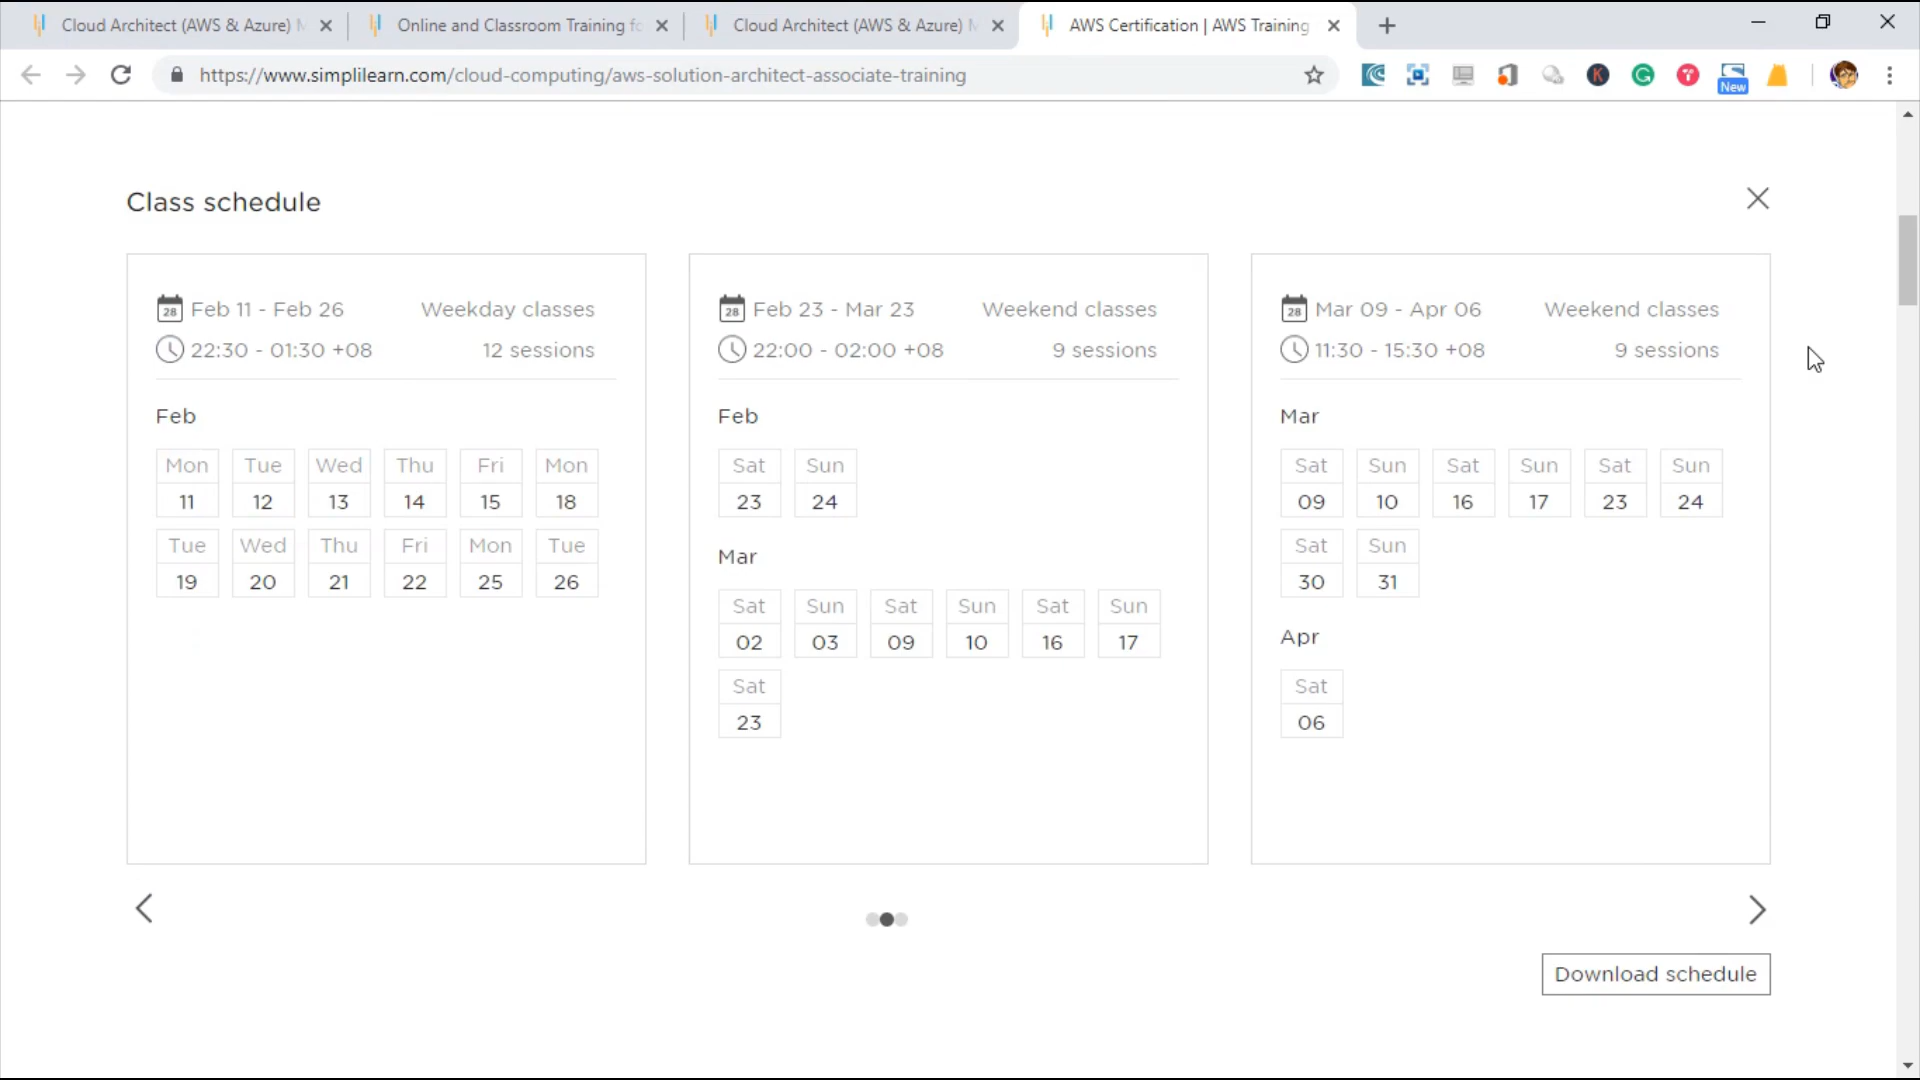 Cloud Architect (AWS & Azure)
Online and Classroom Training fo
Cloud Architect (AWS & Azure)
AWS Certification | AWS Training
https://www.simplilearn.com/cloud-computing/aws-solution-architect-associate-training
New
Class schedule
28 Feb 11 - Feb 26 Weekday classes
22:30 - 01:30 +08 12 sessions
Feb
Mon Tue Wed Thu Fri Mon
11 12 13 14 15 18
Tue Wed Thu Fri Mon Tue
19 20 21 22 25 26
28 Feb 23 - Mar 23 Weekend classes
22:00 - 02:00 +08 9 sessions
Feb
Sat Sun
23 24
Mar
Sat Sun Sat Sun Sat Sun
02 03 09 10 16 17
Sat
23
28 Mar 09 - Apr 06 Weekend classes
11:30 - 15:30 +08 9 sessions
Mar
Sat Sun Sat Sun Sat Sun
09 10 16 17 23 24
Sat Sun
30 31
Apr
Sat
06
Download schedule